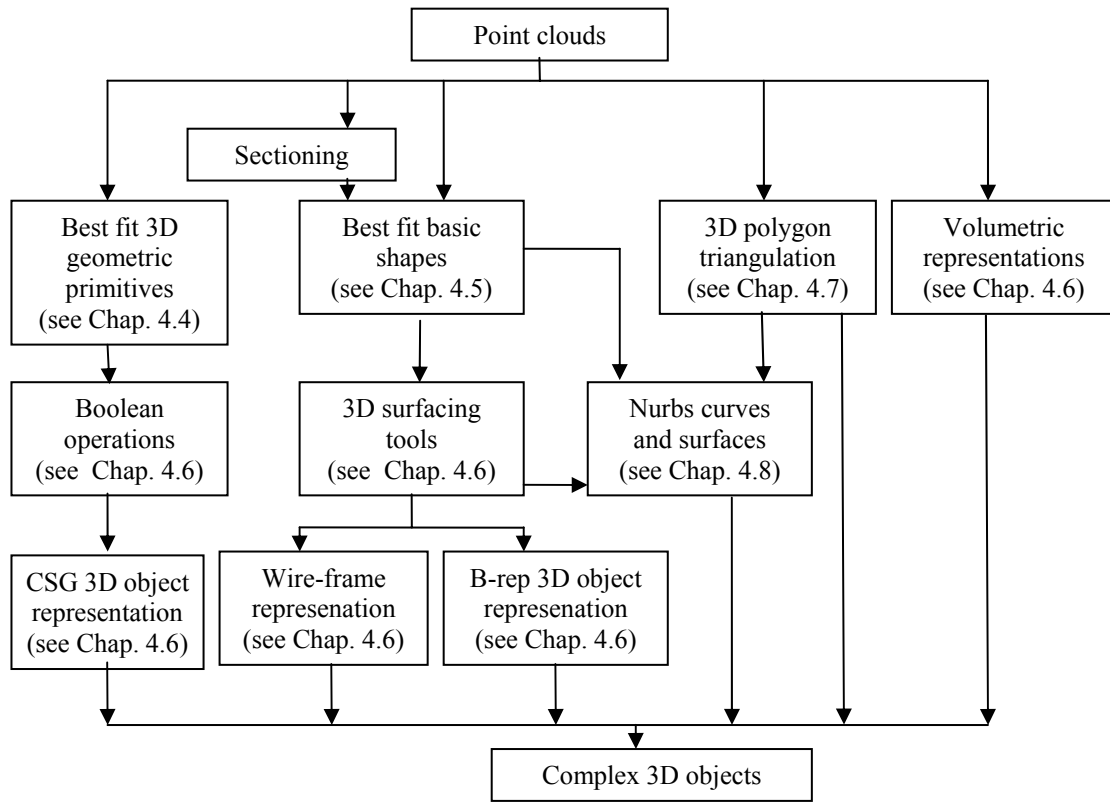 Point clouds
Sectioning
Best fit 3D
geometric
primitives
(see Chap. 4.4)
Best fit basic
shapes
(see Chap. 4.5)
3D polygon
triangulation
(see Chap. 4.7)
Volumetric
representations
(see Chap. 4.6)
Boolean
operations
(see Chap. 4.6)
3D surfacing
tools
(see Chap. 4.6)
Nurbs curves
and surfaces
(see Chap. 4.8)
CSG 3D object
representation
(see Chap. 4.6)
Wire-frame
represenation
(see Chap. 4.6)
B-rep 3D object
represenation
(see Chap. 4.6)
Complex 3D objects